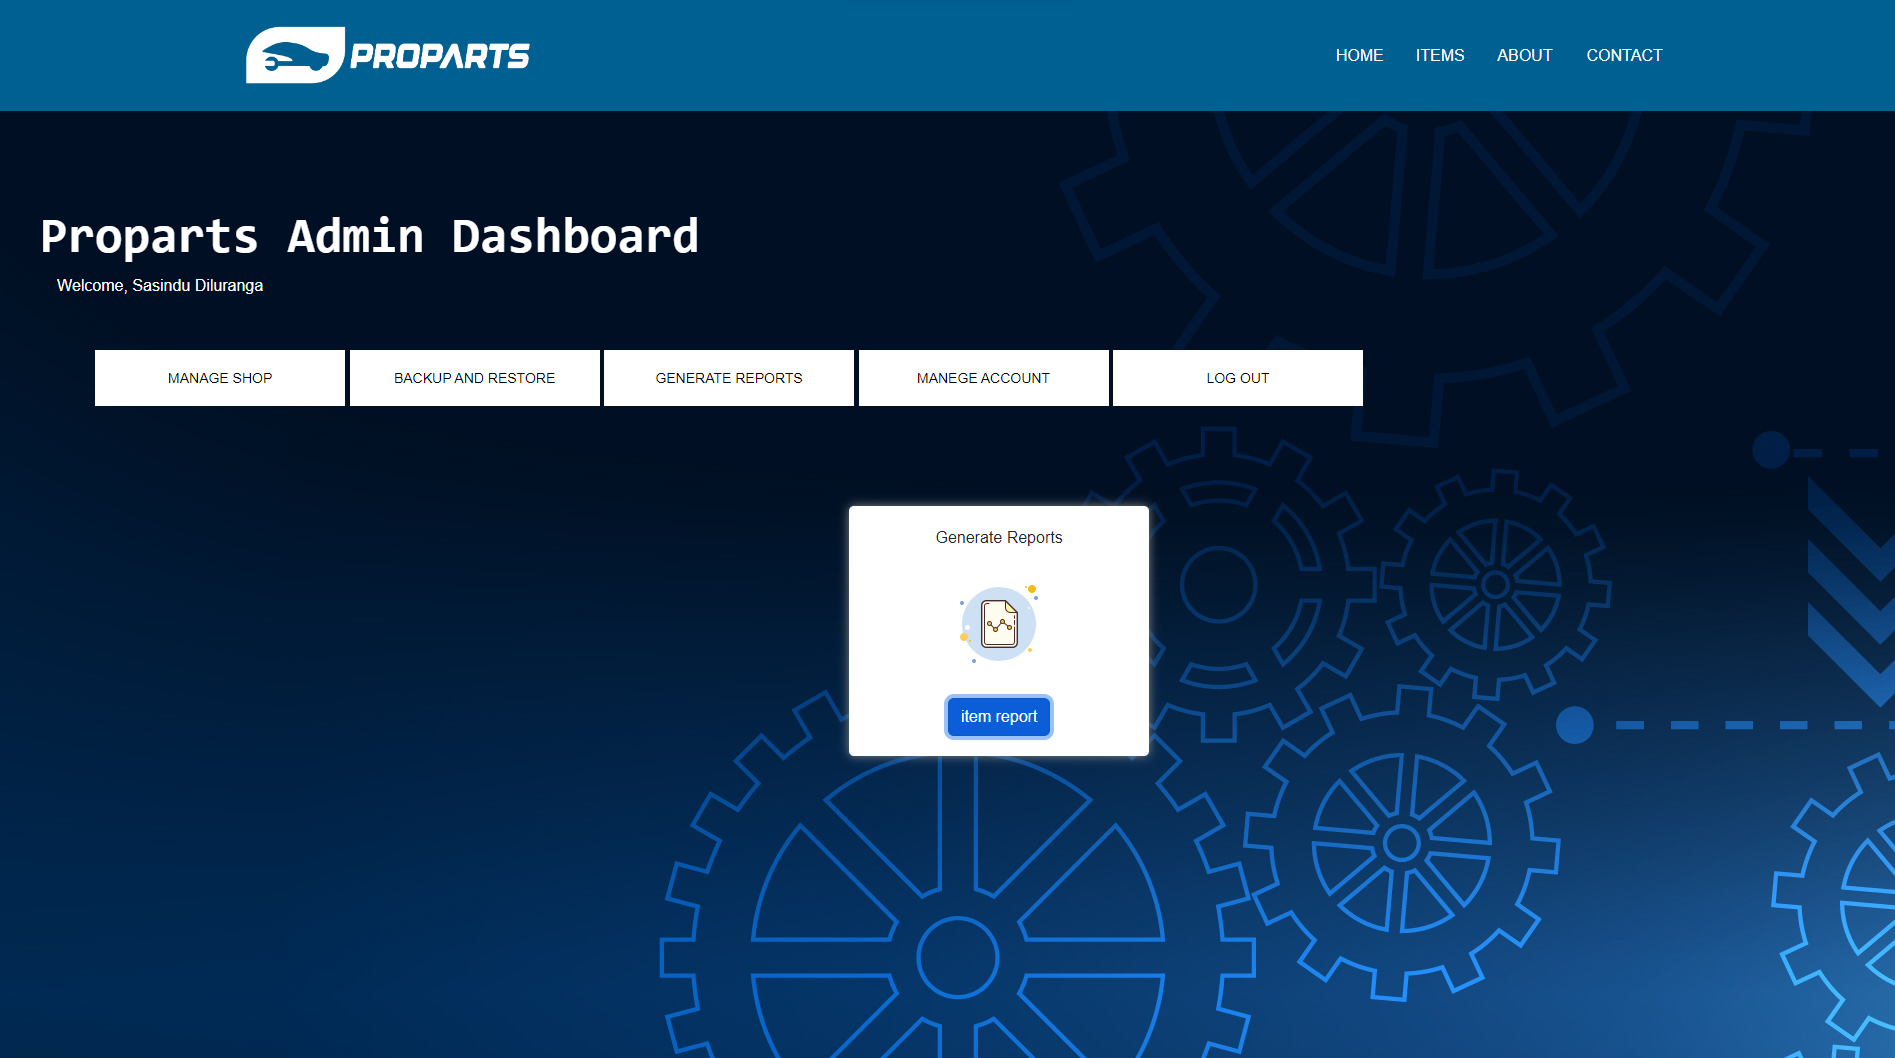 PROPARTS
HOME ITEMS ABOUT CONTACT
Proparts Admin Dashboard
Welcome, Sasindu Diluranga
MANAGE SHOP BACKUP AND RESTORE GENERATE REPORTS MANEGE ACCOUNT LOG OUT
Generate Reports
item report